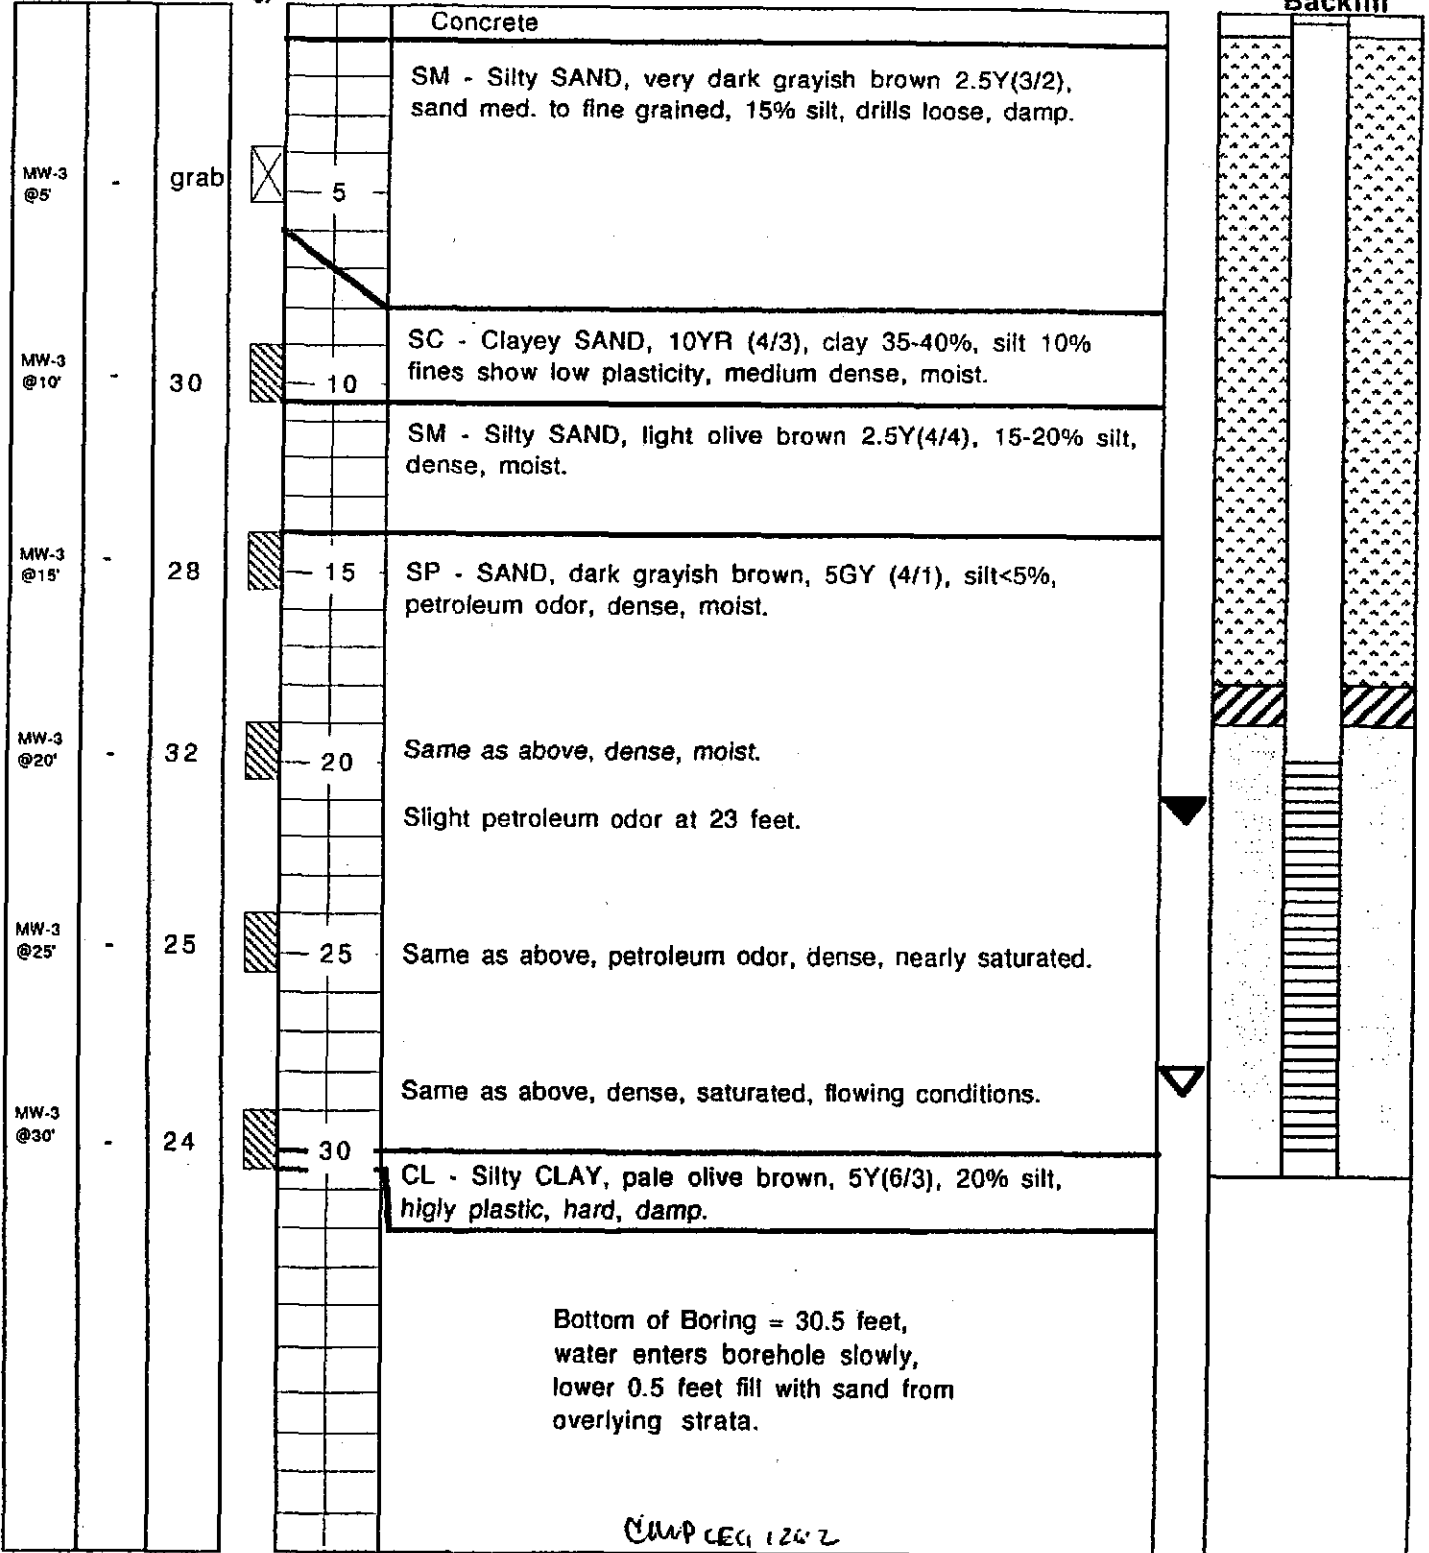 Backfill
Concrete
SM - Silty SAND, very dark grayish brown 2.5Y(3/2),
sand med. to fine grained, 15% silt, drills loose, damp.
MW-3
@5'
-
grab
5
SC - Clayey SAND, 10YR (4/3), clay 35-40%, silt 10%
fines show low plasticity, medium dense, moist.
MW-3
@10'
-
30
10
SM - Silty SAND, light olive brown 2.5Y(4/4), 15-20% silt,
dense, moist.
MW-3
@15'
-
28
15
SP - SAND, dark grayish brown, 5GY (4/1), silt<5%,
petroleum odor, dense, moist.
MW-3
@20'
-
32
20
Same as above, dense, moist.
Slight petroleum odor at 23 feet.
MW-3
@25'
-
25
25
Same as above, petroleum odor, dense, nearly saturated.
Same as above, dense, saturated, flowing conditions.
MW-3
@30'
-
24
30
CL - Silty CLAY, pale olive brown, 5Y(6/3), 20% silt,
higly plastic, hard, damp.
Bottom of Boring = 30.5 feet,
water enters borehole slowly,
lower 0.5 feet fill with sand from
overlying strata.
CEG 1262